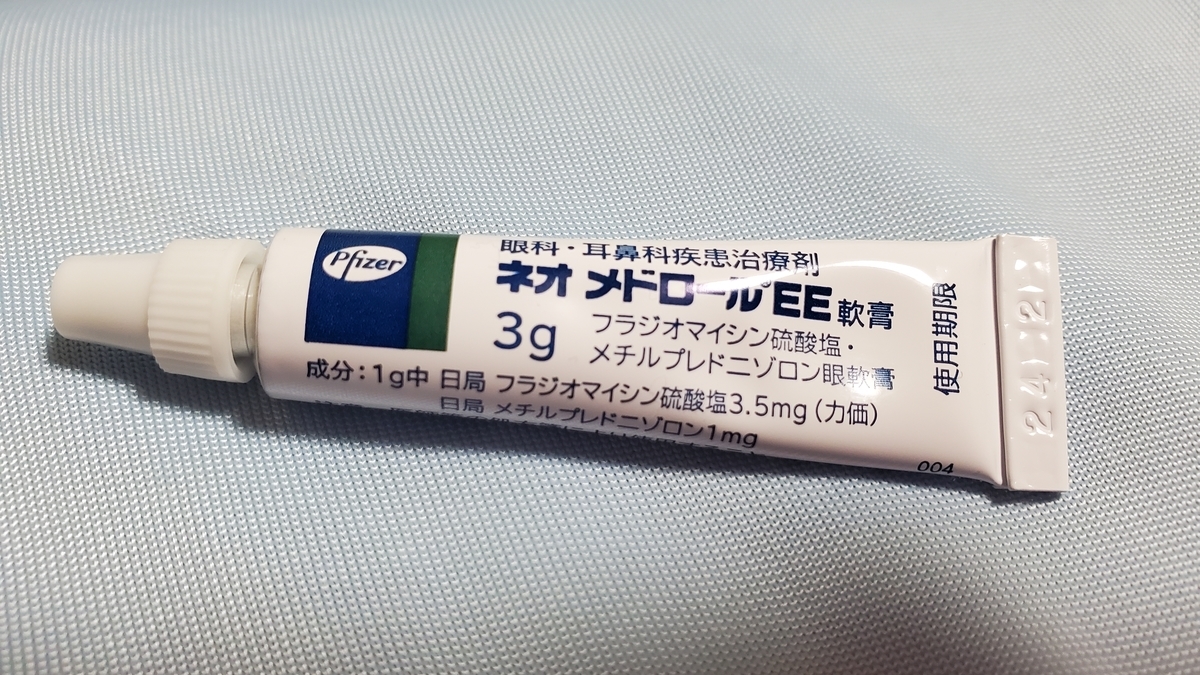 Pfizer
眼科・耳鼻科疾患治療剤
ネオ メドロール®EE軟膏
3g
フラジオマイシン硫酸塩・
メチルプレドニゾロン眼軟膏
成分：1g中 日局 フラジオマイシン硫酸塩3.5mg（力価）
日局 メチルプレドニゾロン1mg
使用期限
24 12
004